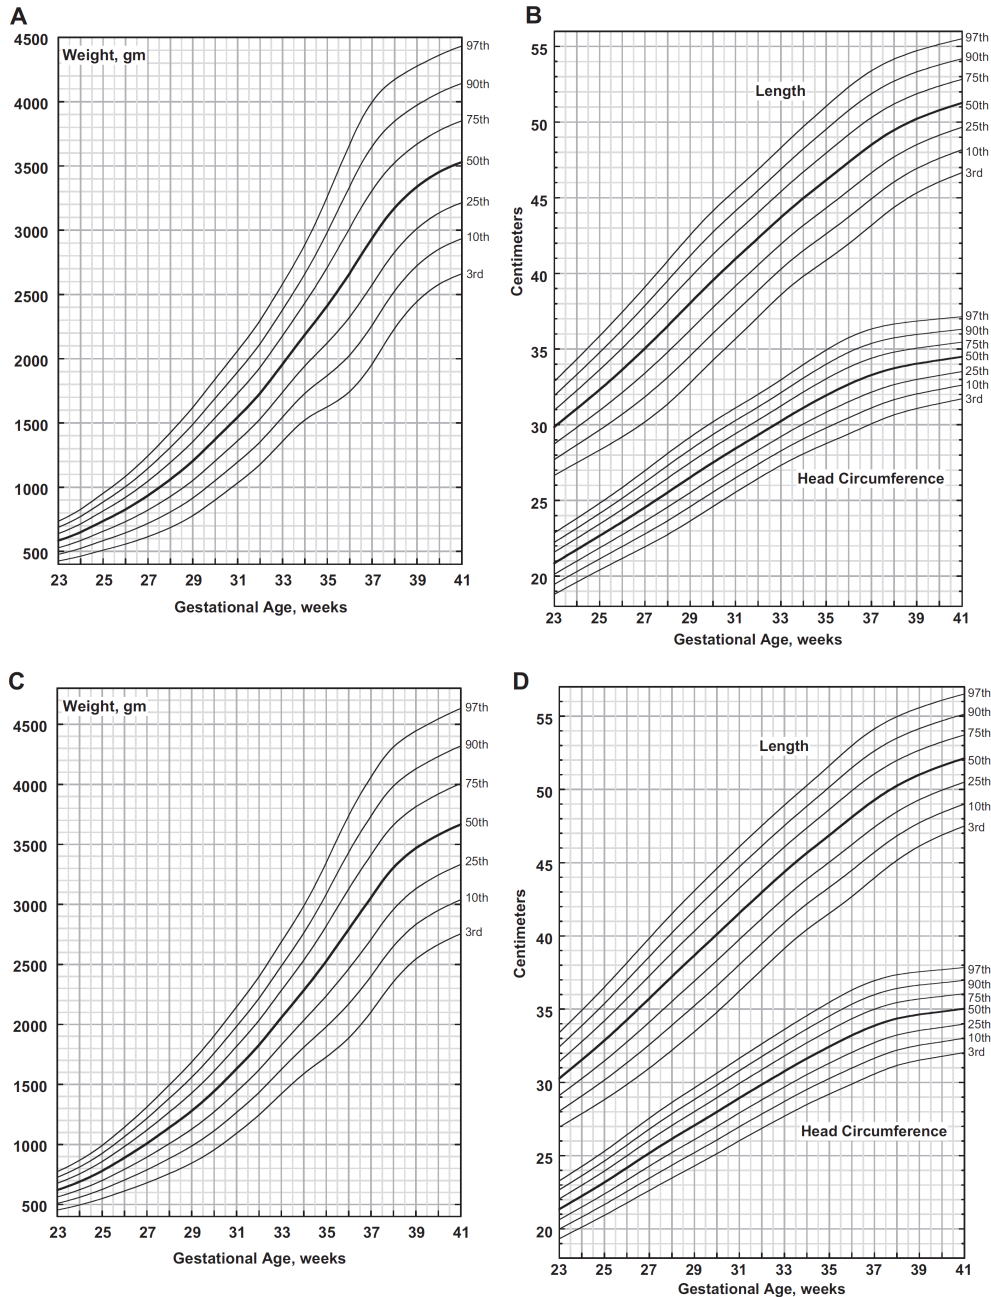 A
Weight, gm
4500
4000
3500
3000
2500
2000
1500
1000
500
97th
90th
75th
50th
25th
10th
3rd
23 25 27 29 31 33 35 37 39 41
Gestational Age, weeks
B
Length
Centimeters
55
50
45
40
35
30
25
20
97th
90th
75th
50th
25th
10th
3rd
97th
90th
75th
50th
25th
10th
3rd
Head Circumference
23 25 27 29 31 33 35 37 39 41
Gestational Age, weeks
C
Weight, gm
4500
4000
3500
3000
2500
2000
1500
1000
500
97th
90th
75th
50th
25th
10th
3rd
23 25 27 29 31 33 35 37 39 41
Gestational Age, weeks
D
Length
Centimeters
55
50
45
40
35
30
25
20
97th
90th
75th
50th
25th
10th
3rd
97th
90th
75th
50th
25th
10th
3rd
Head Circumference
23 25 27 29 31 33 35 37 39 41
Gestational Age, weeks